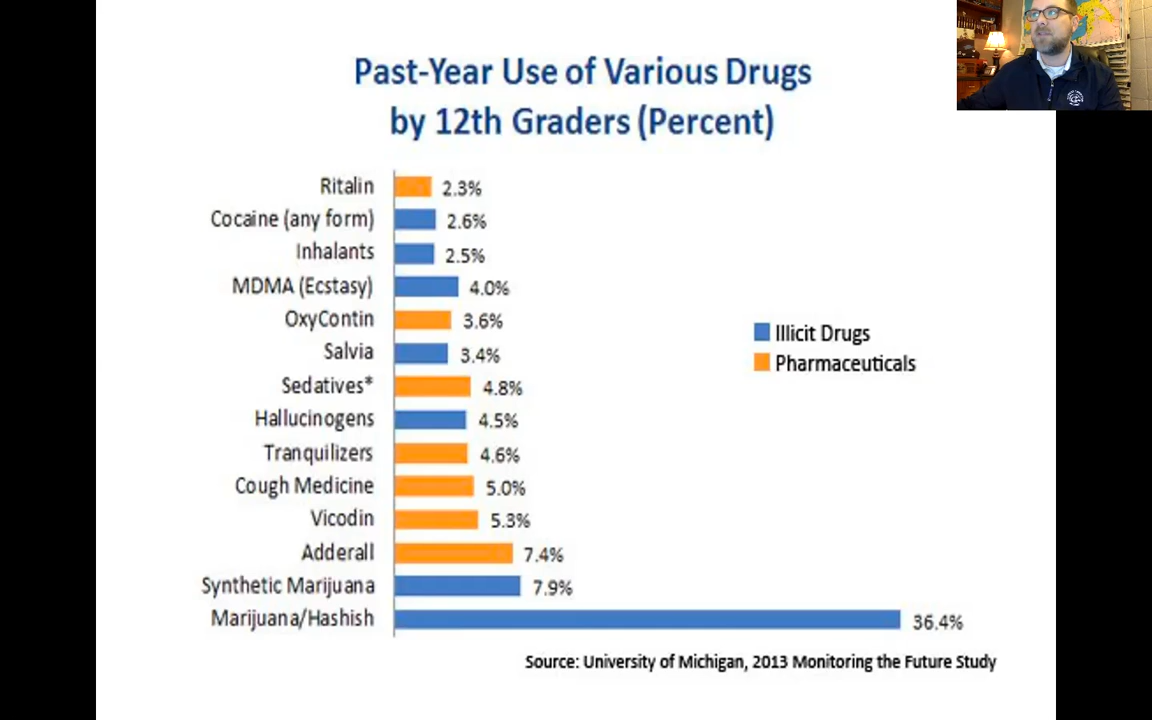 Past-Year Use of Various Drugs
by 12th Graders (Percent)
Ritalin 2.3%
Cocaine (any form) 2.6%
Inhalants 2.5%
MDMA (Ecstasy) 4.0%
OxyContin 3.6%
Salvia 3.4%
Sedatives* 4.8%
Hallucinogens 4.5%
Tranquilizers 4.6%
Cough Medicine 5.0%
Vicodin 5.3%
Adderall 7.4%
Synthetic Marijuana 7.9%
Marijuana/Hashish 36.4%
Illicit Drugs
Pharmaceuticals
Source: University of Michigan, 2013 Monitoring the Future Study